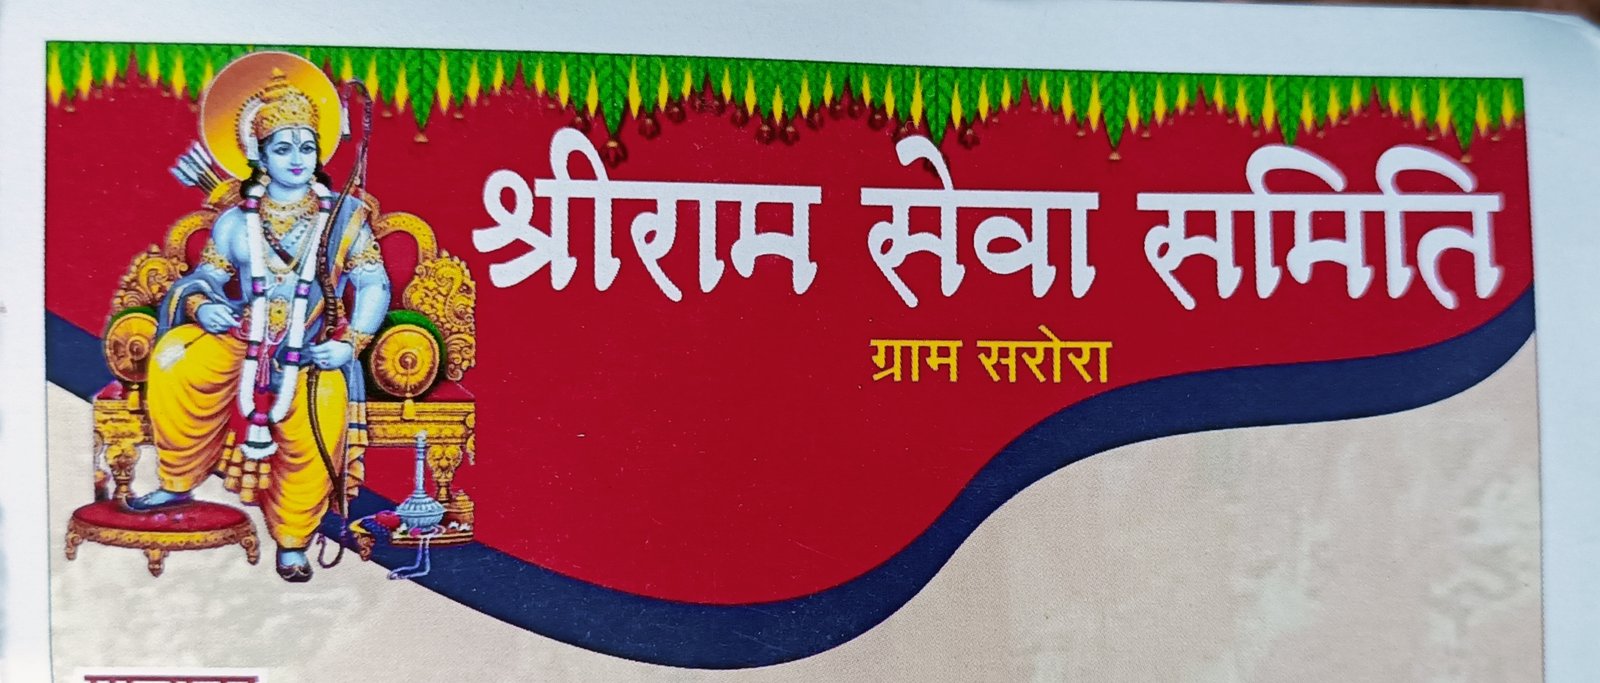 श्रीराम सेवा समिति
ग्राम सरोरा